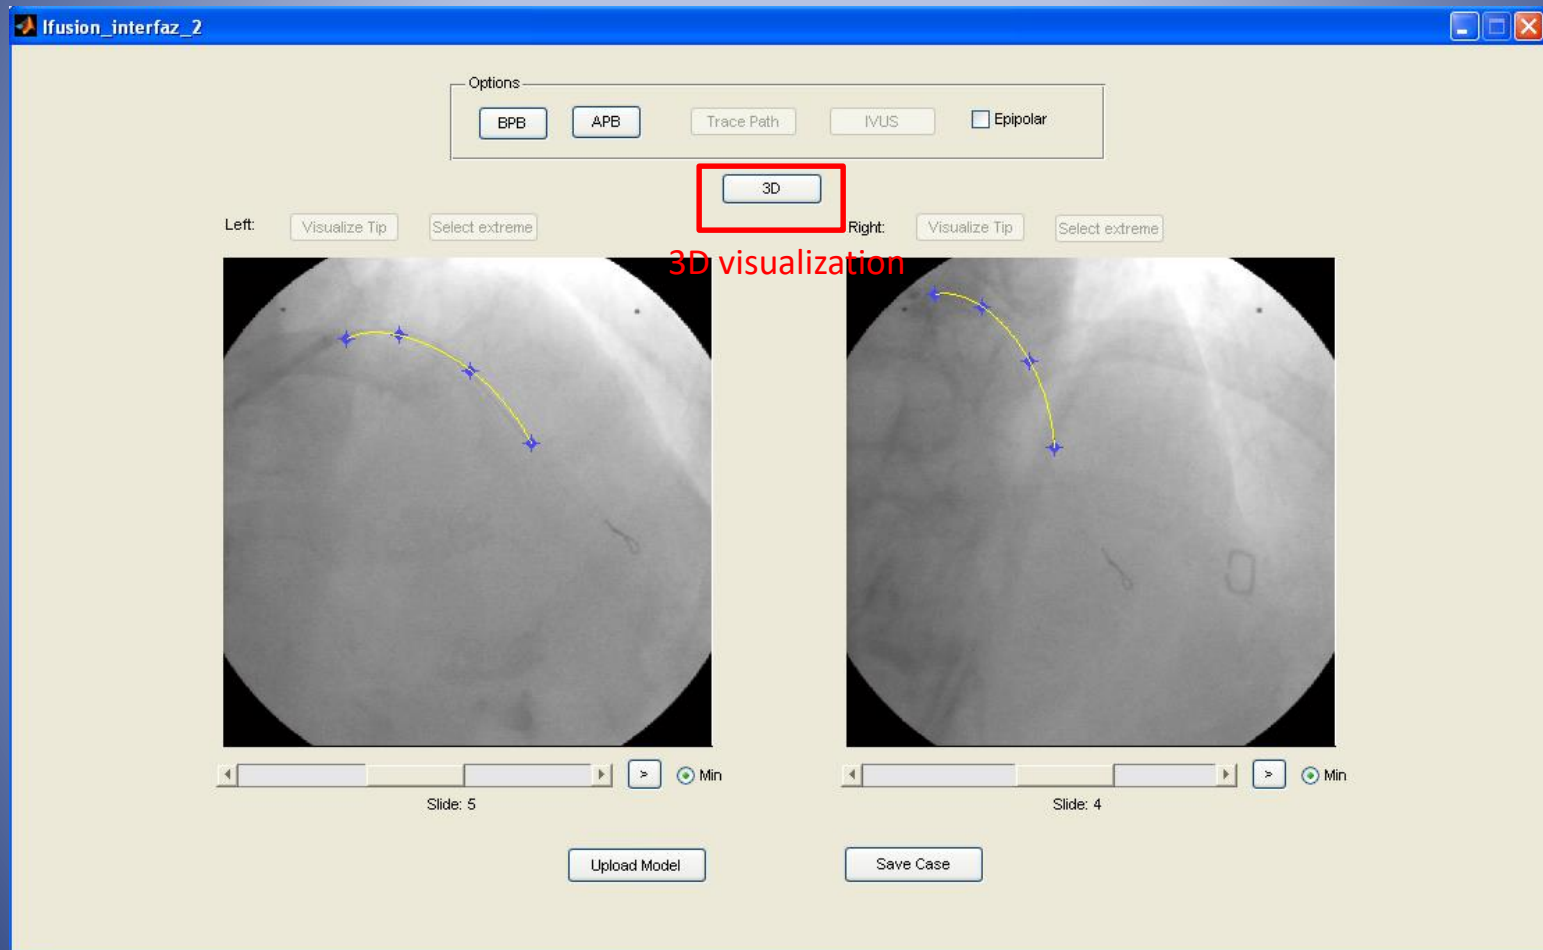 Ifusion_interfaz_2
Options
BPB APB Trace Path IVUS Epipolar
3D
Left: Visualize Tip Select extreme Right: Visualize Tip Select extreme
3D visualization
> Min > Min
Slide: 5 Slide: 4
Upload Model Save Case